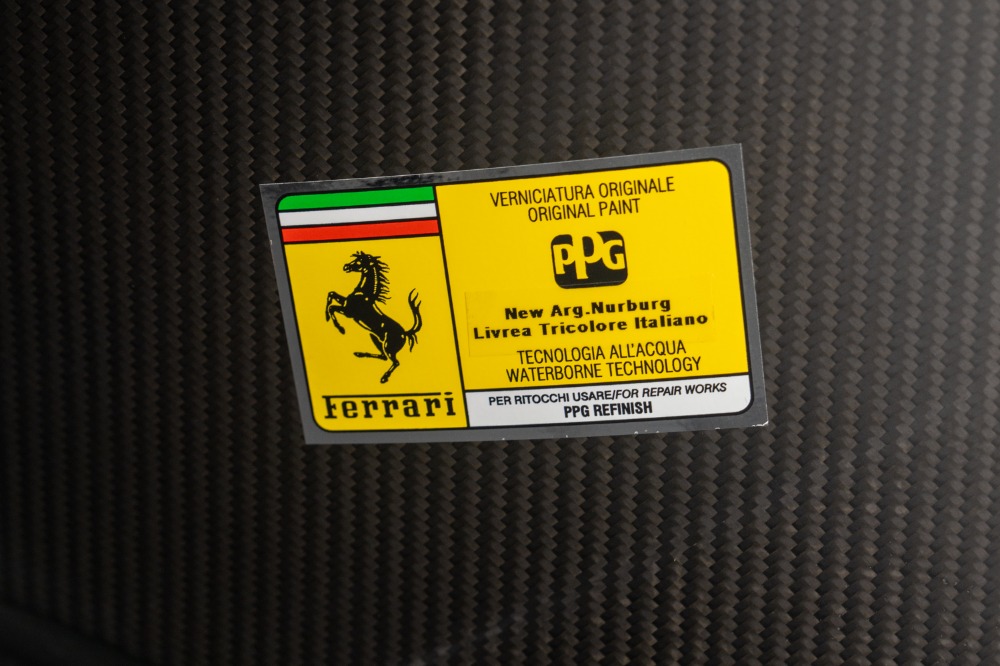 Ferrari
VERNICIATURA ORIGINALE
ORIGINAL PAINT
PPG
New Arg.Nurburg
Livrea Tricolore Italiano
TECNOLOGIA ALL'ACQUA
WATERBORNE TECHNOLOGY
PER RITOCCHI USARE/FOR REPAIR WORKS
PPG REFINISH